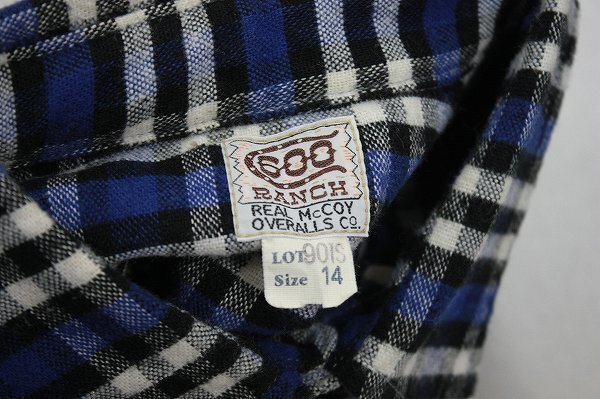 600
RANCH
REAL McCOY
OVERALLS CO.
LOT 901S
Size 14